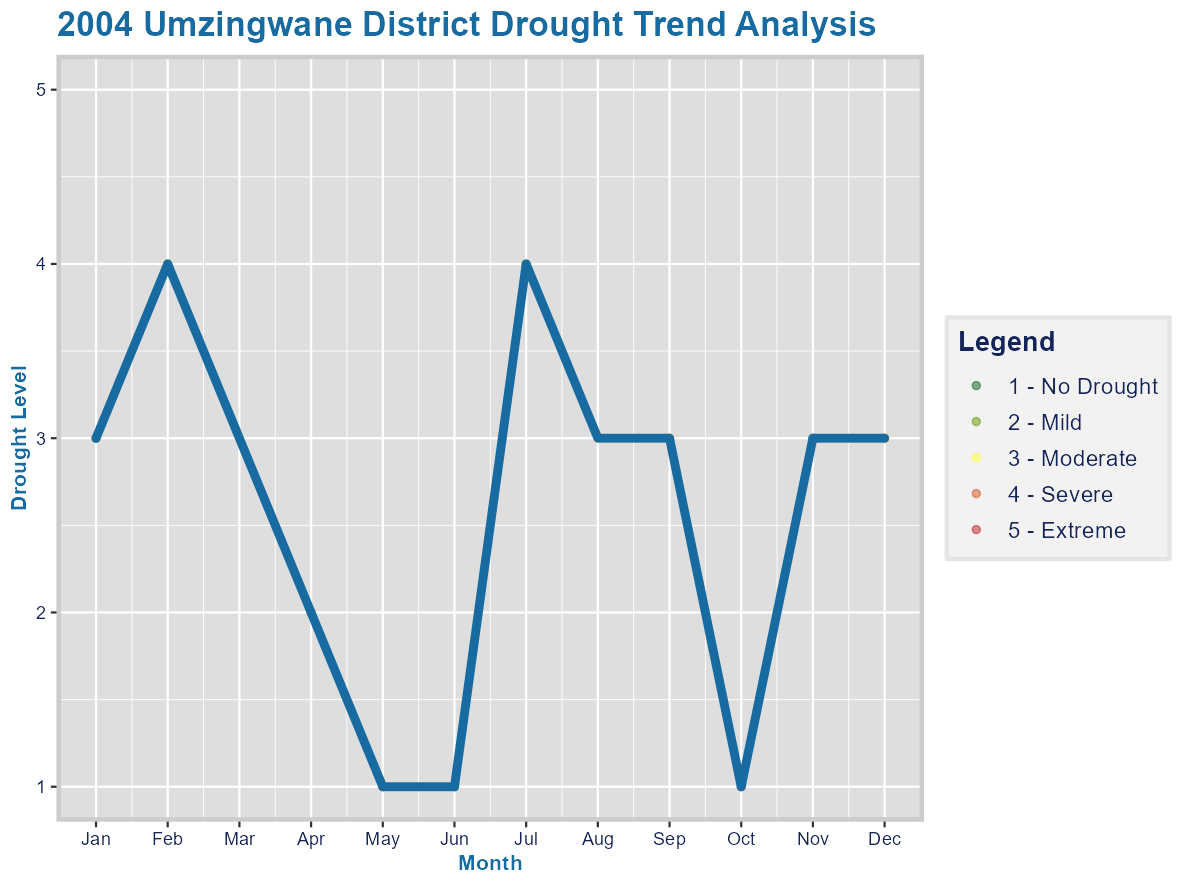 2004 Umzingwane District Drought Trend Analysis
5
4
3
2
1
Drought Level
Jan Feb Mar Apr May Jun Jul Aug Sep Oct Nov Dec
Month
Legend
1 - No Drought
2 - Mild
3 - Moderate
4 - Severe
5 - Extreme